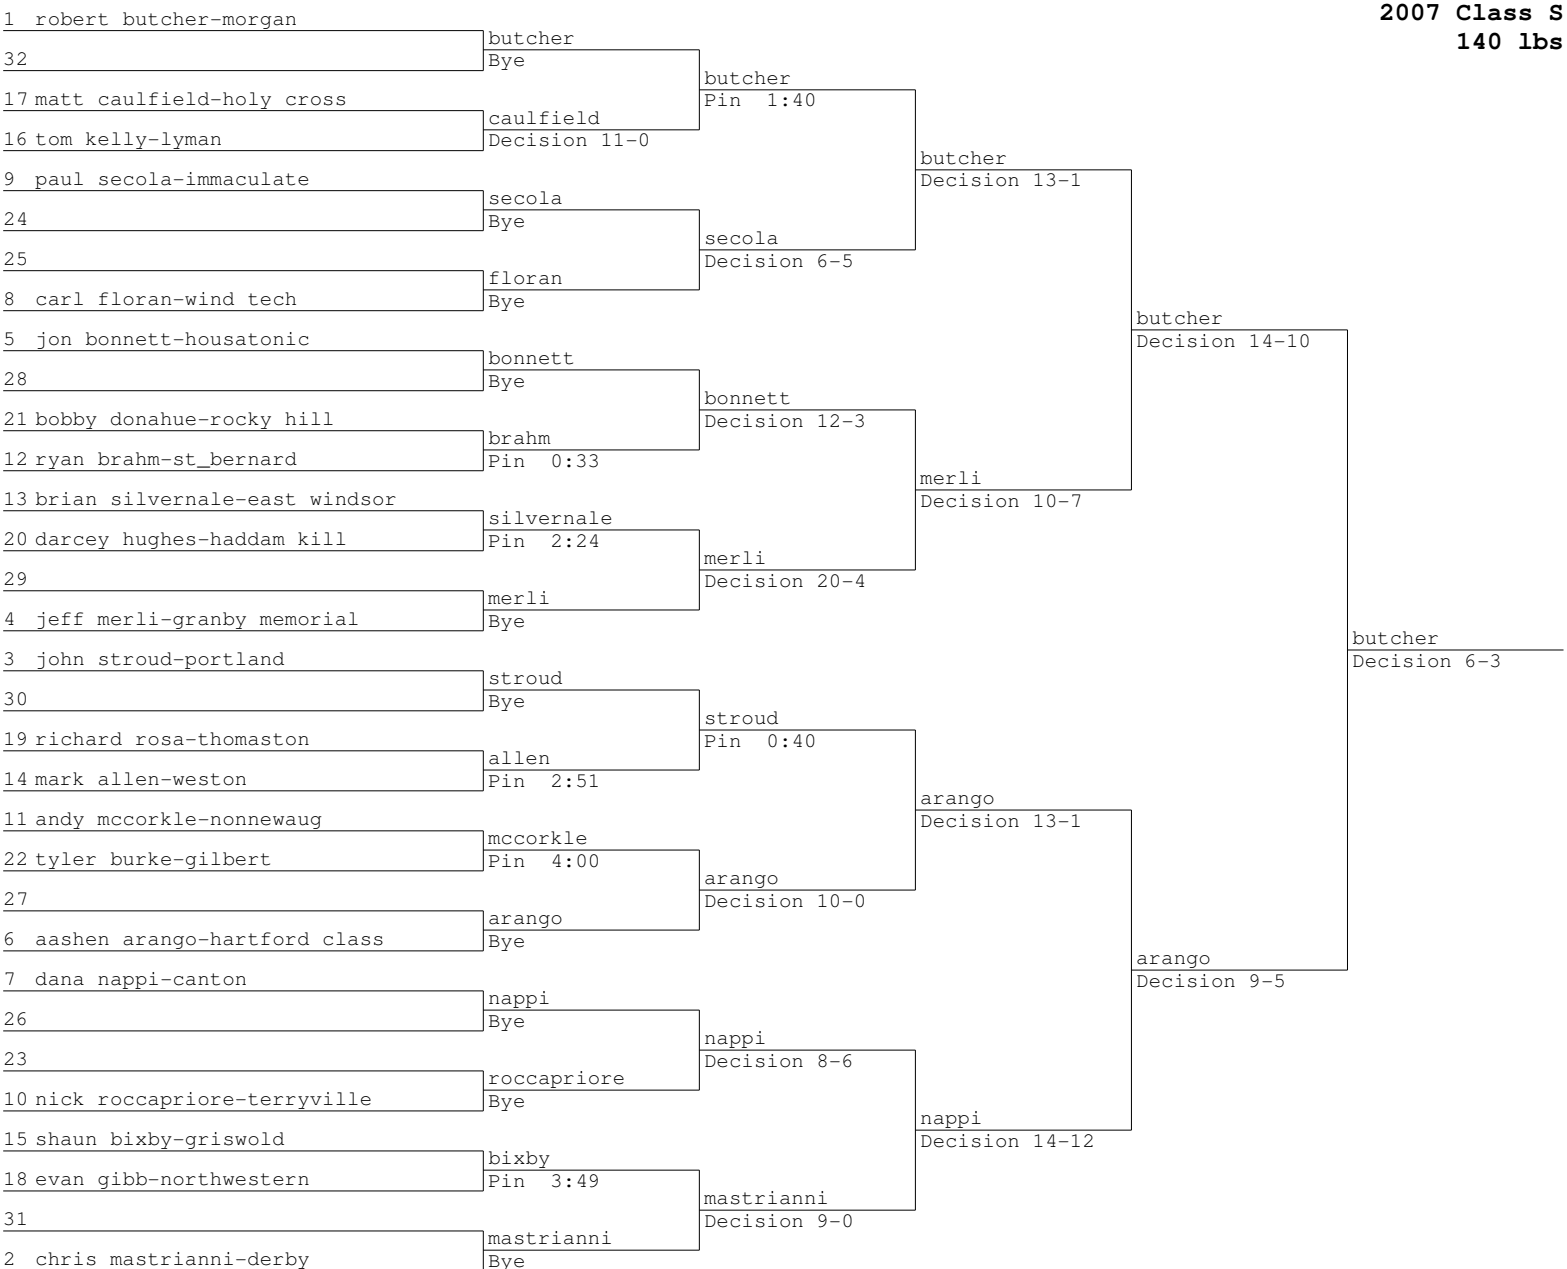 2007 Class S
140 lbs
1 robert butcher-morgan
32
17 matt caulfield-holy cross
16 tom kelly-lyman
9 paul secola-immaculate
24
25
8 carl floran-wind tech
5 jon bonnett-housatonic
28
21 bobby donahue-rocky hill
12 ryan brahm-st_bernard
13 brian silvernale-east windsor
20 darcey hughes-haddam kill
29
4 jeff merli-granby memorial
3 john stroud-portland
30
19 richard rosa-thomaston
14 mark allen-weston
11 andy mccorkle-nonnewaug
22 tyler burke-gilbert
27
6 aashen arango-hartford class
7 dana nappi-canton
26
23
10 nick roccapriore-terryville
15 shaun bixby-griswold
18 evan gibb-northwestern
31
2 chris mastrianni-derby
butcher
Bye
caulfield
Decision 11-0
secola
Bye
floran
Bye
bonnett
Bye
brahm
Pin 0:33
silvernale
Pin 2:24
merli
Bye
stroud
Bye
allen
Pin 2:51
mccorkle
Pin 4:00
arango
Bye
nappi
Bye
roccapriore
Bye
bixby
Pin 3:49
mastrianni
Bye
butcher
Pin 1:40
secola
Decision 6-5
bonnett
Decision 12-3
merli
Decision 20-4
stroud
Pin 0:40
arango
Decision 10-0
nappi
Decision 8-6
mastrianni
Decision 9-0
butcher
Decision 13-1
merli
Decision 10-7
arango
Decision 13-1
nappi
Decision 14-12
butcher
Decision 14-10
arango
Decision 9-5
butcher
Decision 6-3